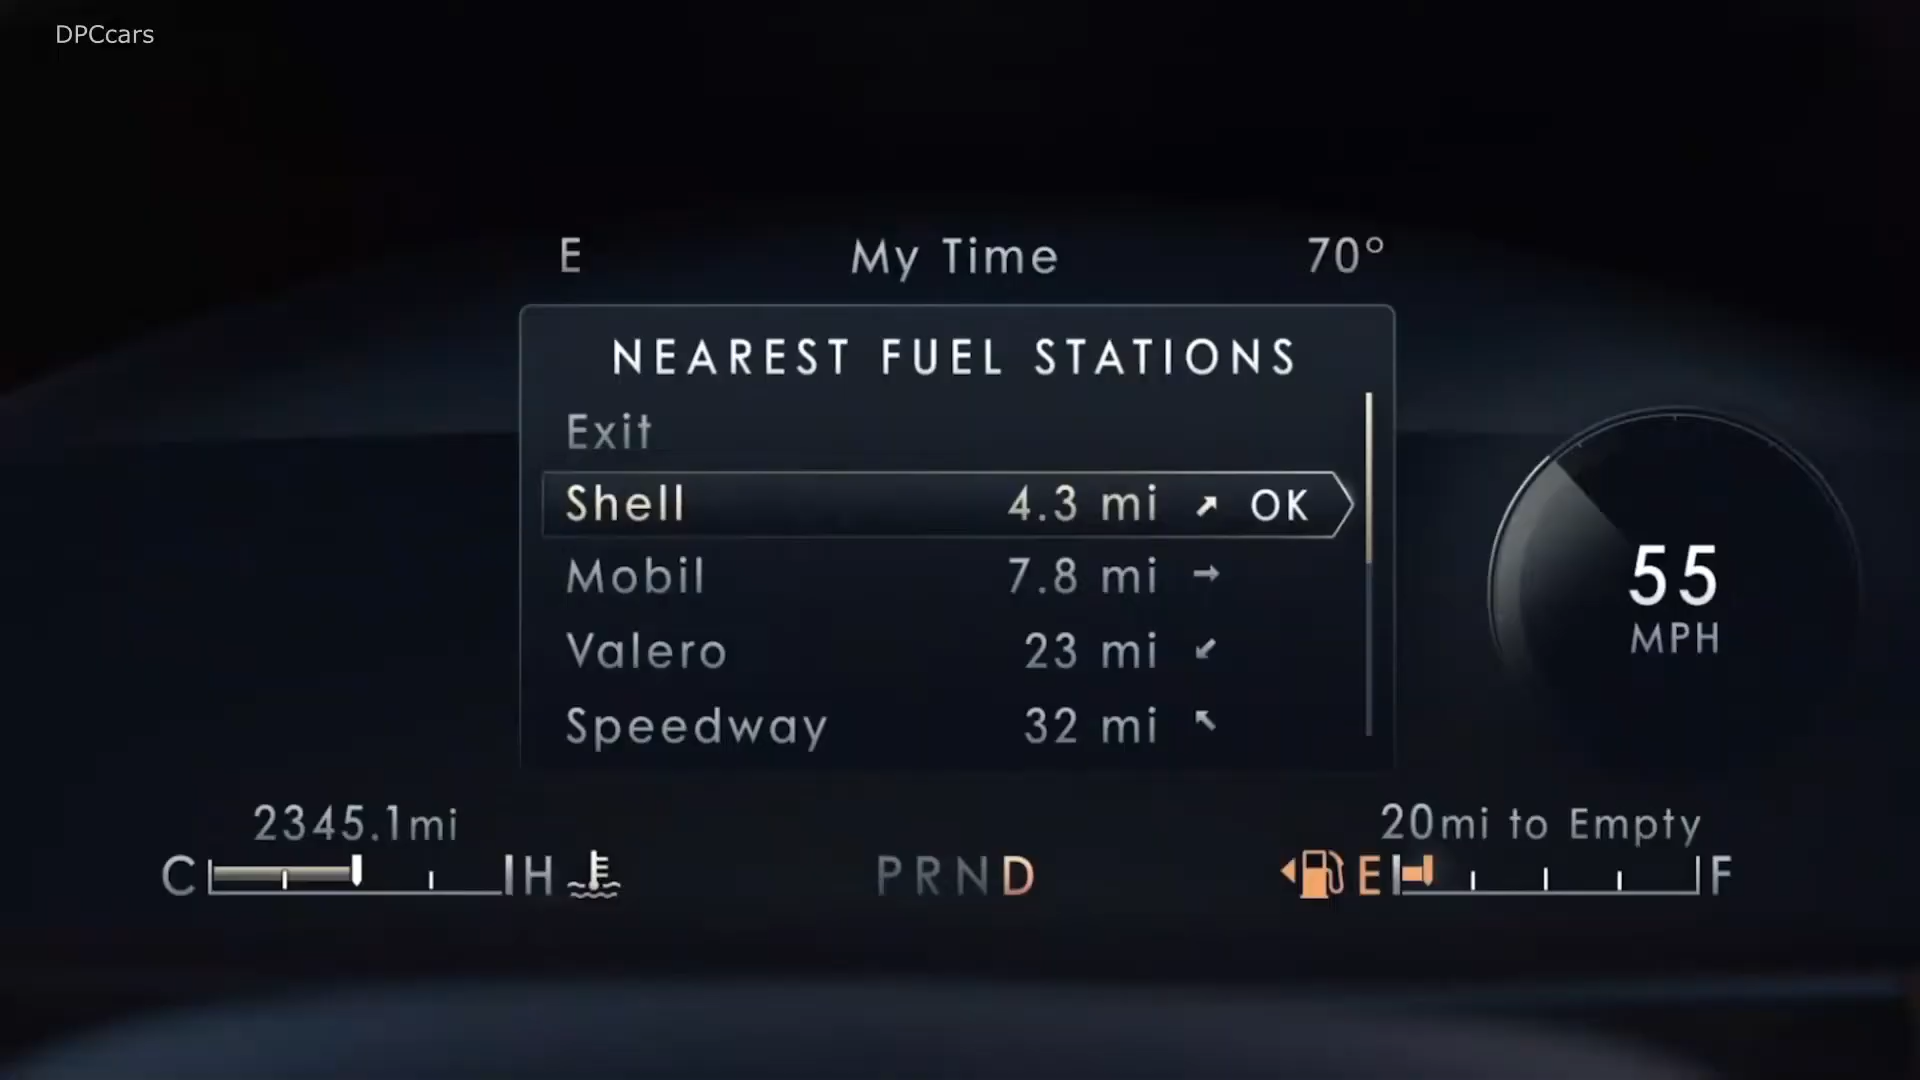 DPCcars
E My Time 70°
NEAREST FUEL STATIONS
Exit
Shell 4.3 mi ↗ OK
Mobil 7.8 mi →
Valero 23 mi ↙
Speedway 32 mi ↖
55
MPH
2345.1mi
20mi to Empty
C H PRND E F